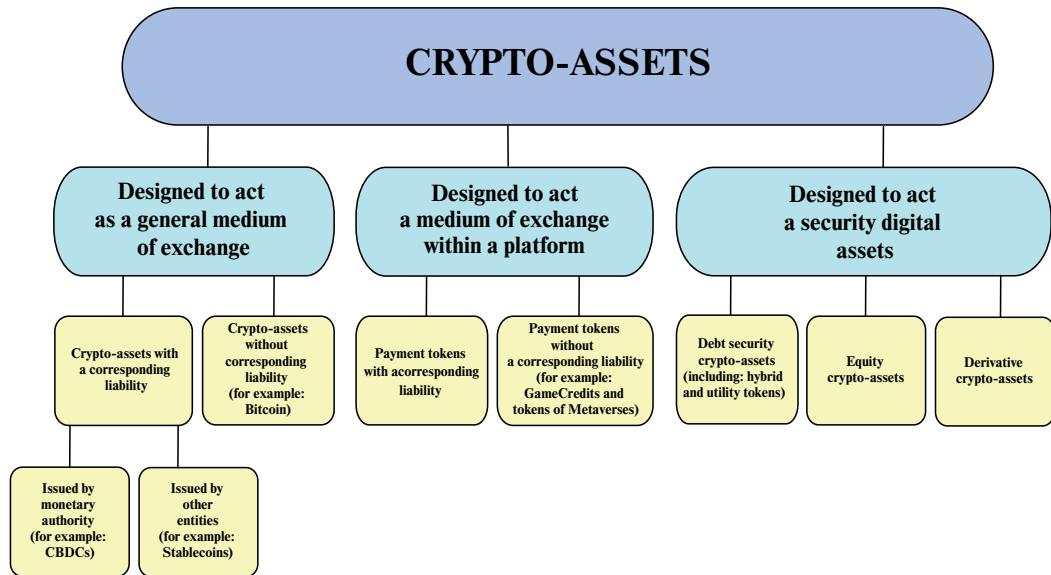 CRYPTO-ASSETS
Designed to act
as a general medium
of exchange
Designed to act
a medium of exchange
within a platform
Designed to act
a security digital
assets
Crypto-assets with
a corresponding
liability
Crypto-assets
without
corresponding
liability
(for example:
Bitcoin)
Payment tokens
with acorresponding
liability
Payment tokens
without
a corresponding liability
(for example:
GameCredits and
tokens of Metaverses)
Debt security
crypto-assets
(including: hybrid
and utility tokens)
Equity
crypto-assets
Derivative
crypto-assets
Issued by
monetary
authority
(for example:
CBDCs)
Issued by
other
entities
(for example:
Stablecoins)